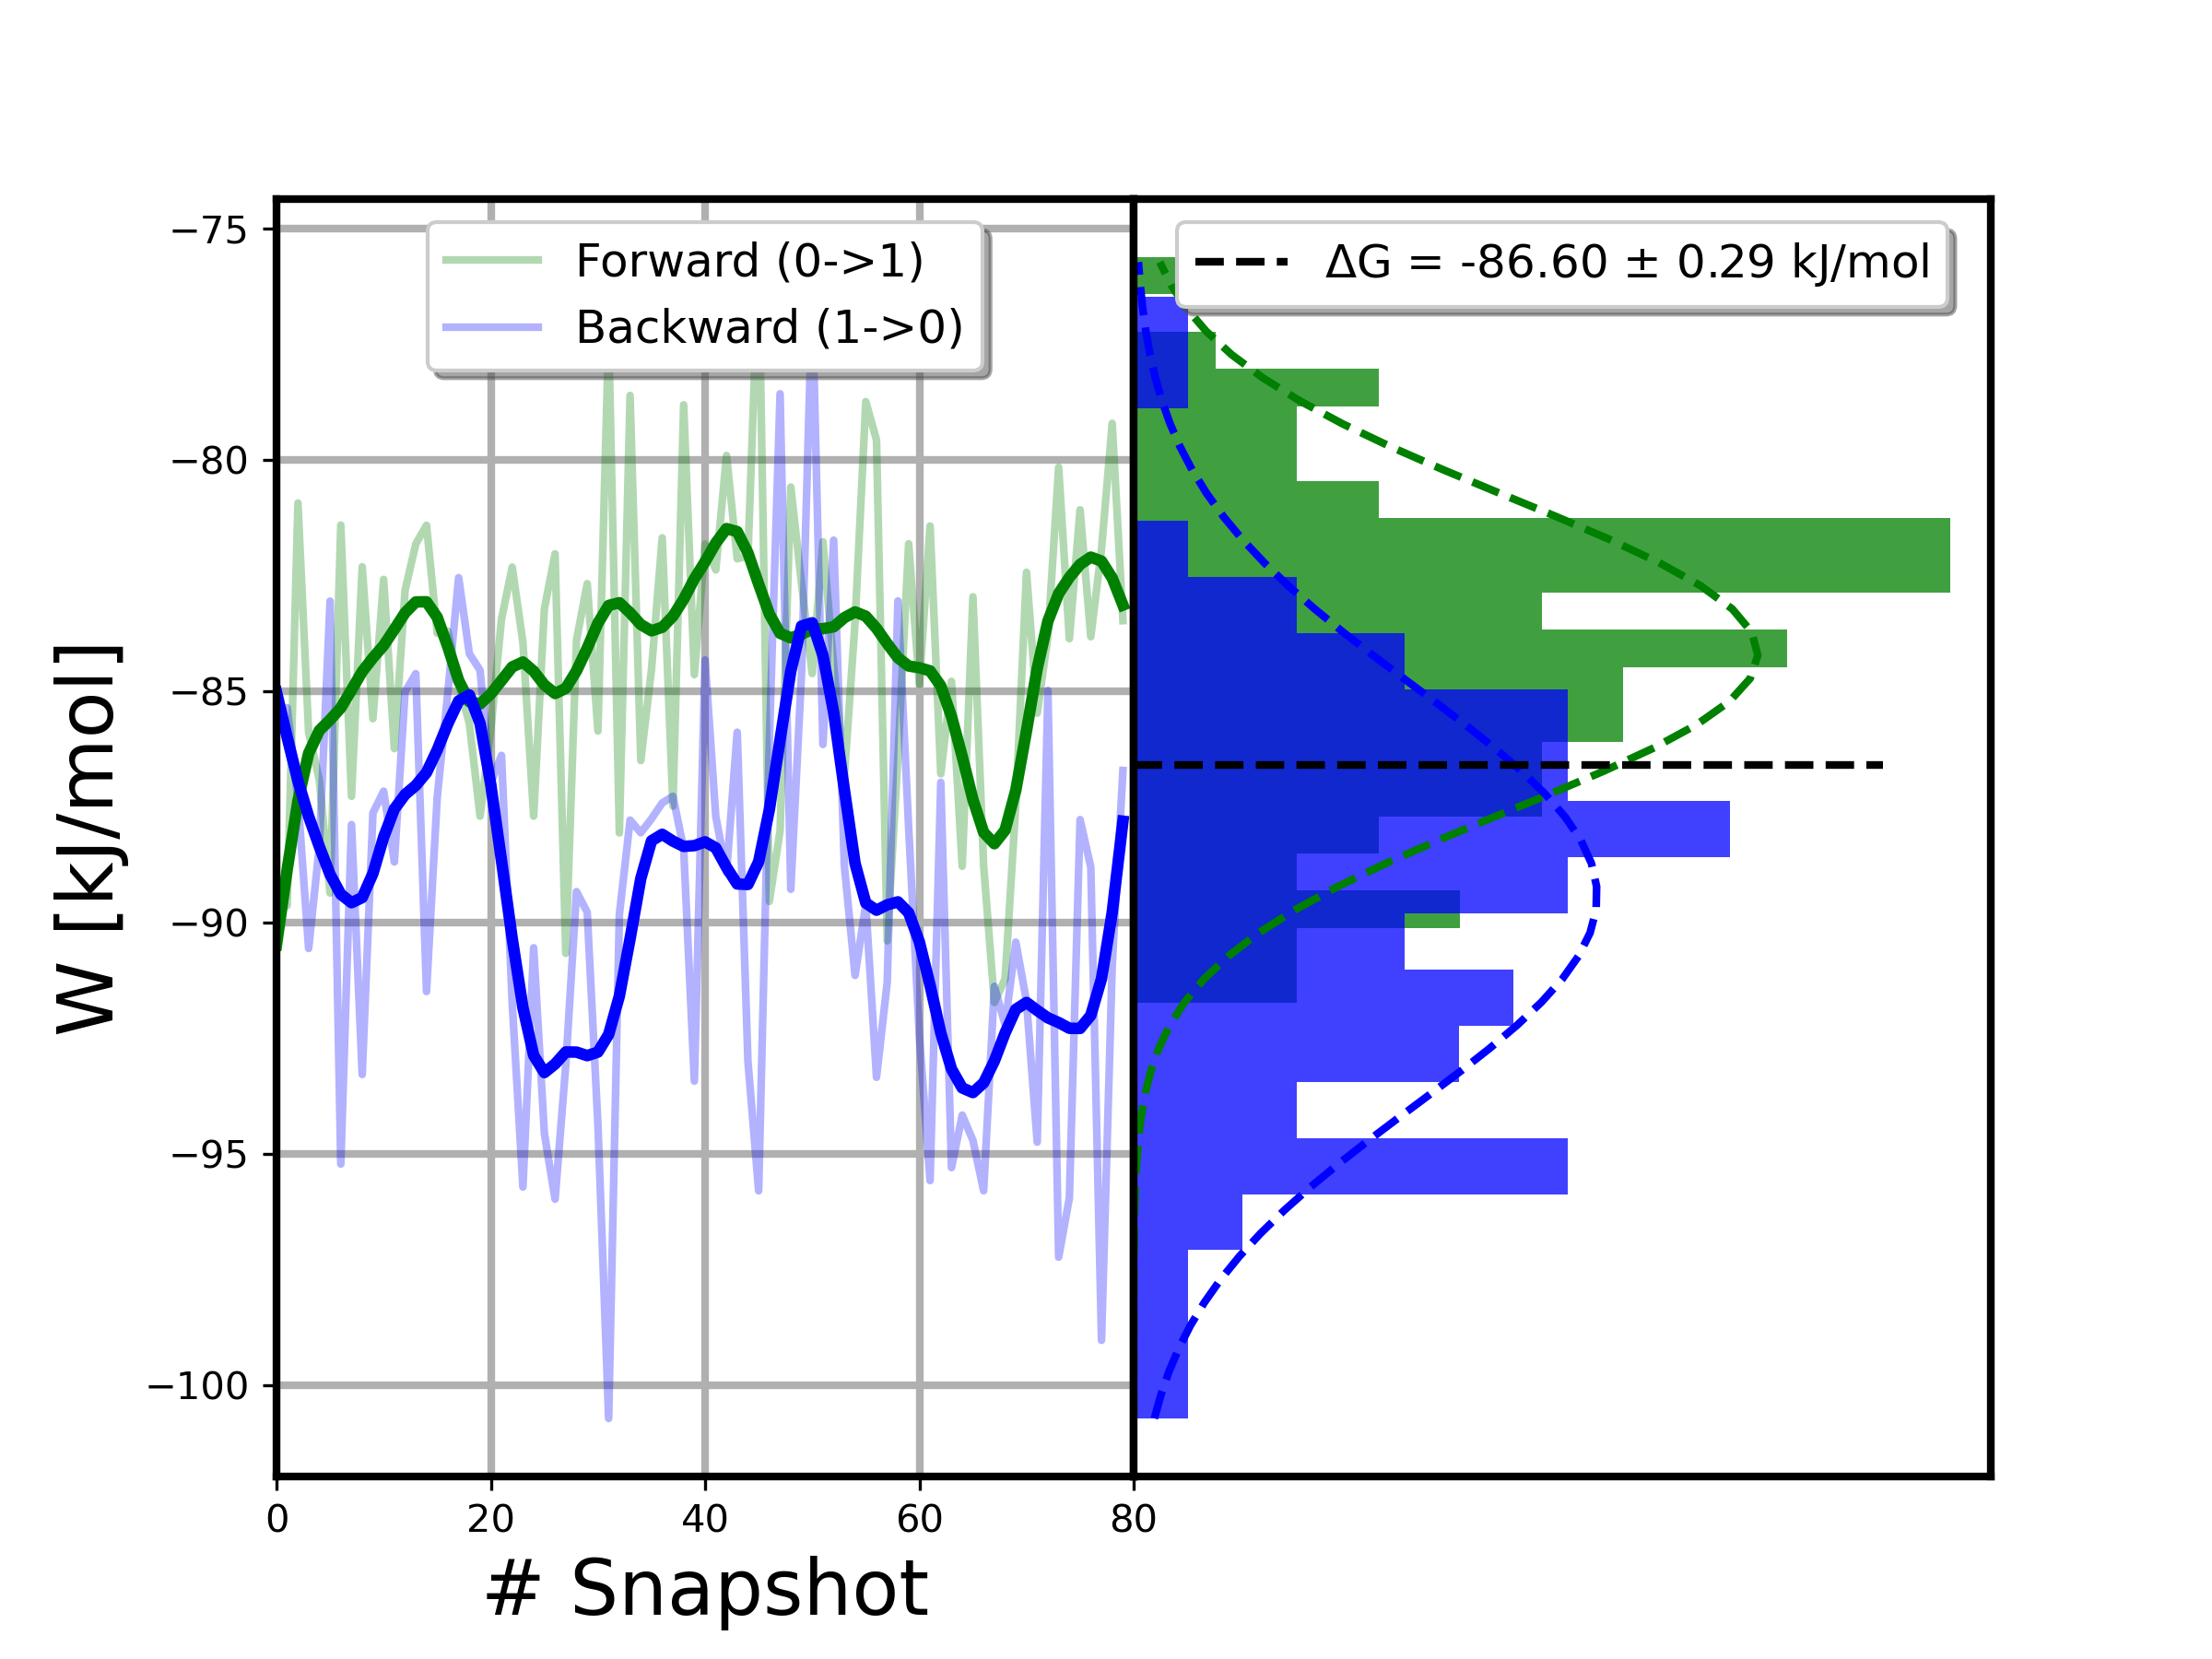 Forward (0->1)
Backward (1->0)
ΔG = -86.60 ± 0.29 kJ/mol
W [kJ/mol]
−75
−80
−85
−90
−95
−100
0 20 40 60 80
# Snapshot